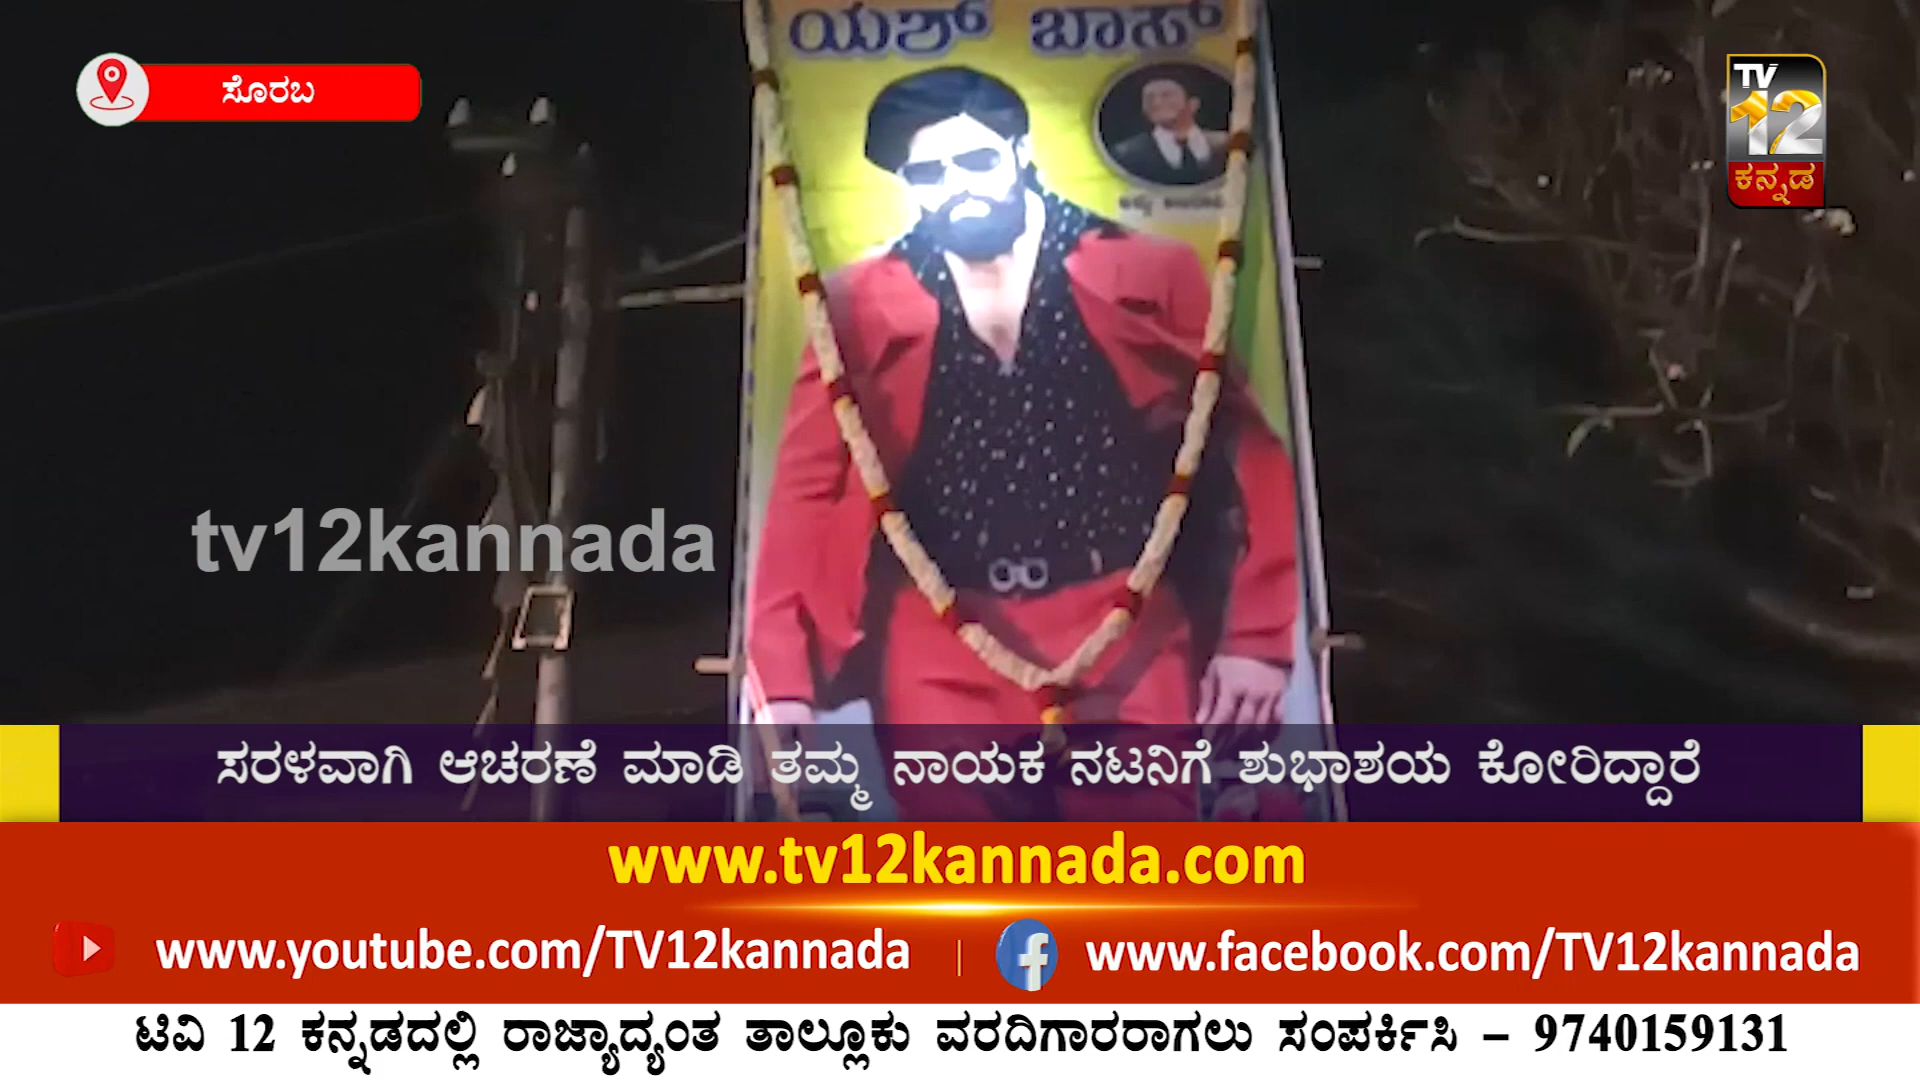 ಯಶ್ ಬಾಸ್
ಸೊರಬ
TV
12
ಕನ್ನಡ
tv12kannada
ಸರಳವಾಗಿ ಆಚರಣೆ ಮಾಡಿ ತಮ್ಮ ನಾಯಕ ನಟನಿಗೆ ಶುಭಾಶಯ ಕೋರಿದ್ದಾರೆ
www.tv12kannada.com
www.youtube.com/TV12kannada | www.facebook.com/TV12kannada
ಟಿವಿ 12 ಕನ್ನಡದಲ್ಲಿ ರಾಜ್ಯಾದ್ಯಂತ ತಾಲ್ಲೂಕು ವರದಿಗಾರರಾಗಲು ಸಂಪರ್ಕಿಸಿ – 9740159131